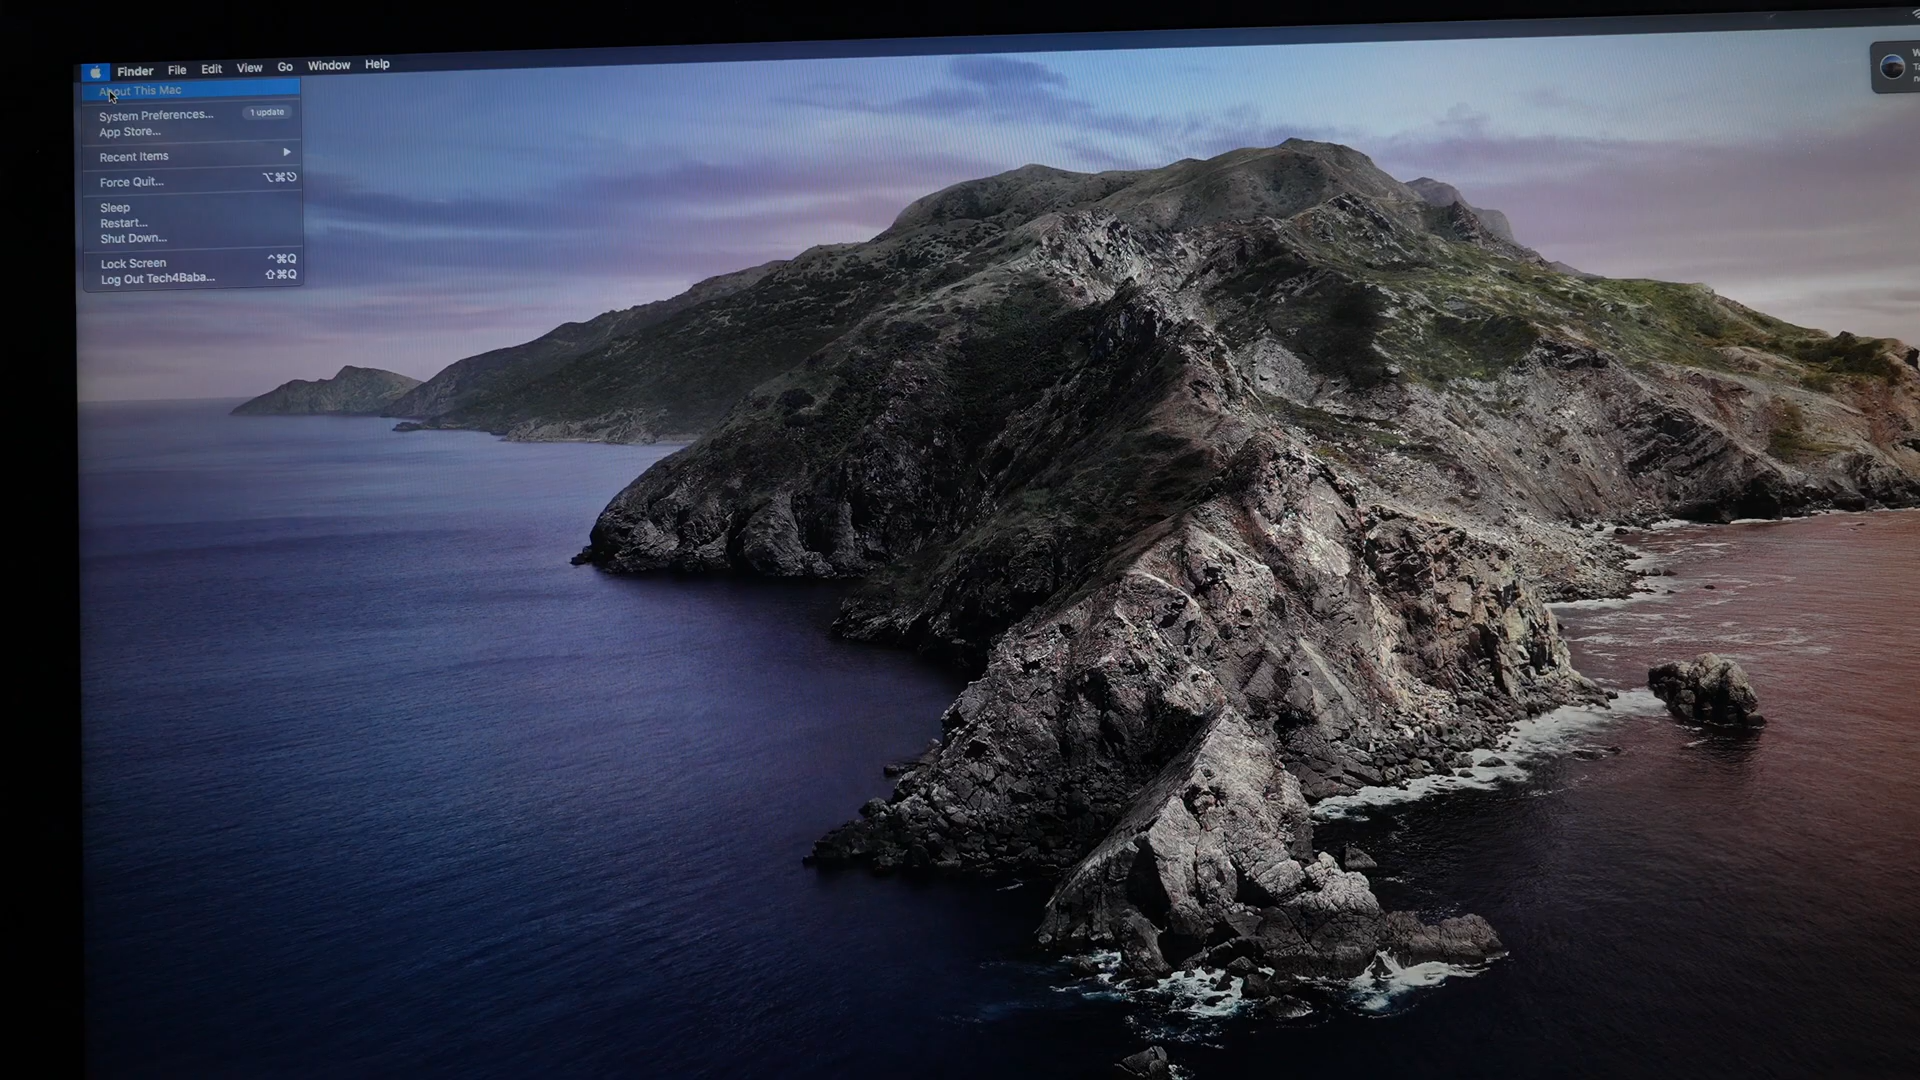 Finder File Edit View Go Window Help
About This Mac
System Preferences... 1 update
App Store...
Recent Items
Force Quit... ⌥⌘⎋
Sleep
Restart...
Shut Down...
Lock Screen ^⌘Q
Log Out Tech4Baba... ⇧⌘Q